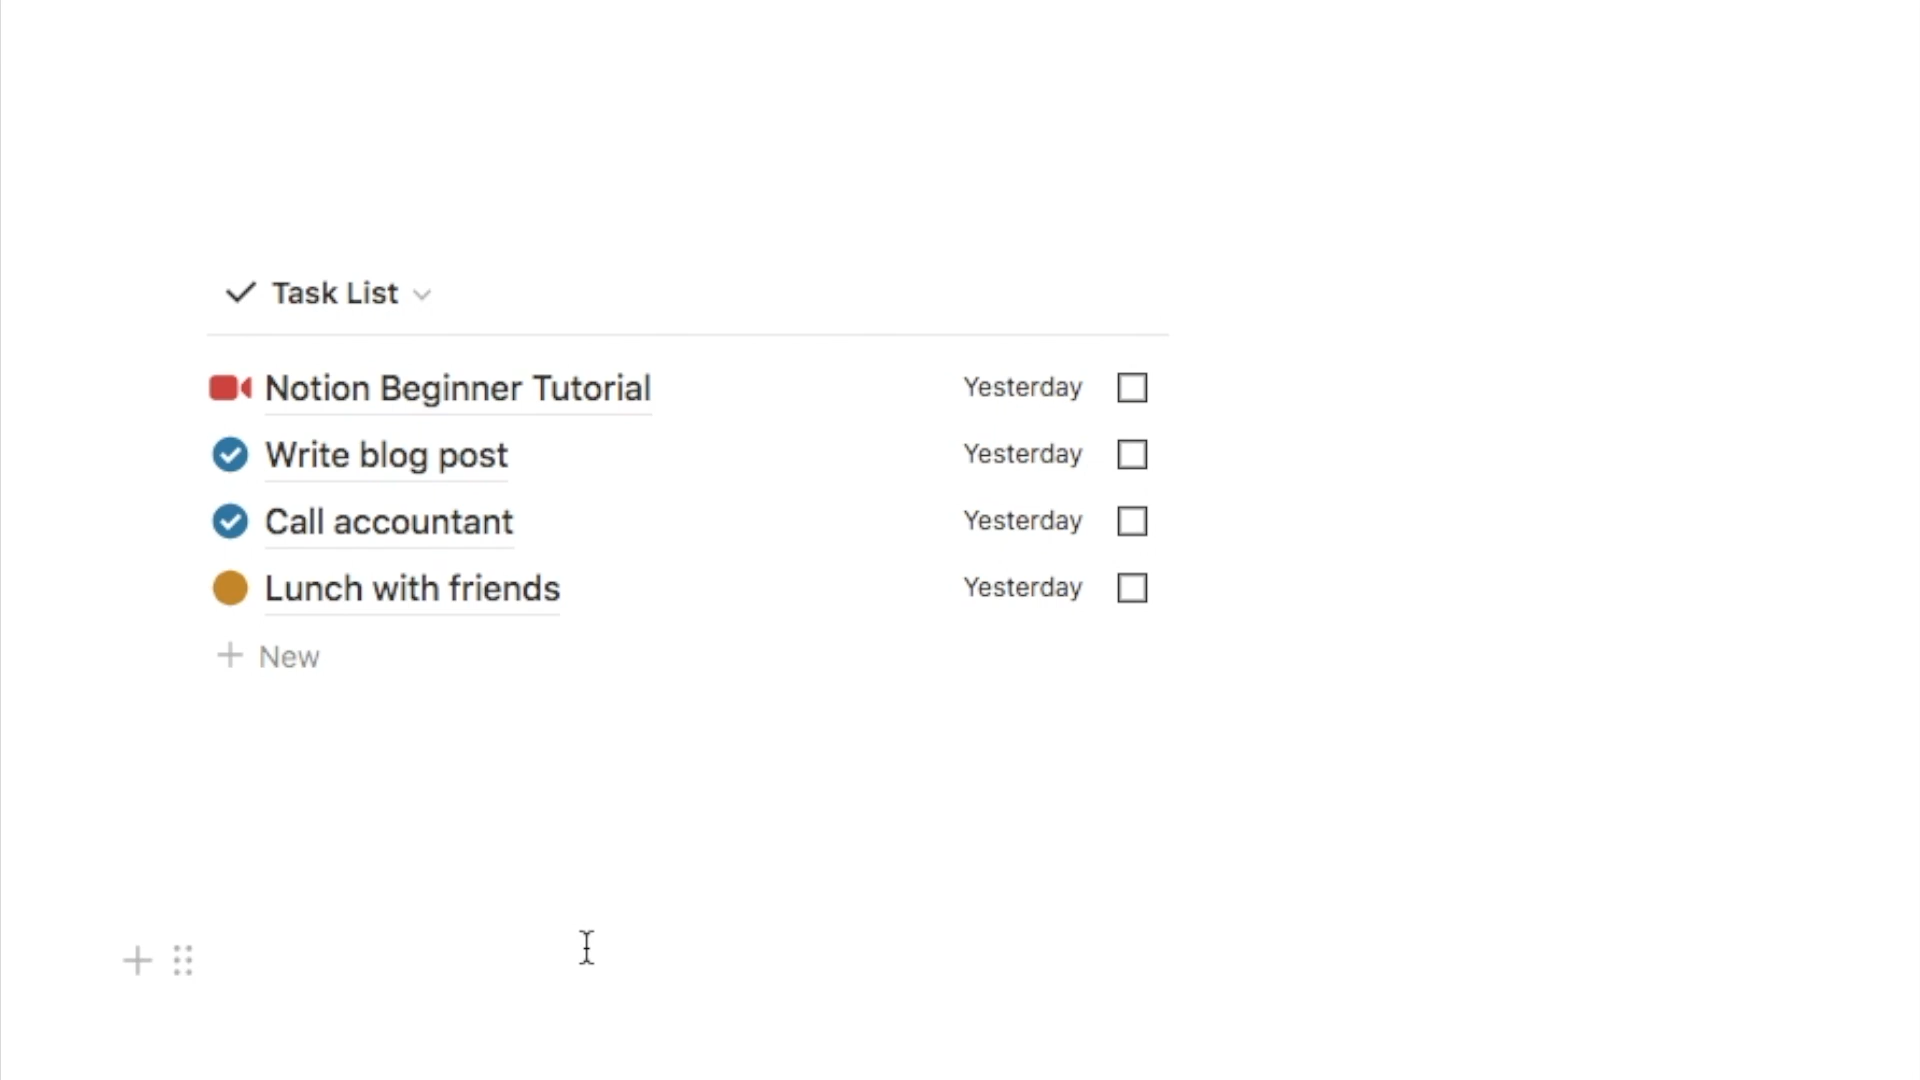 Task List
Notion Beginner Tutorial Yesterday
Write blog post Yesterday
Call accountant Yesterday
Lunch with friends Yesterday
+ New